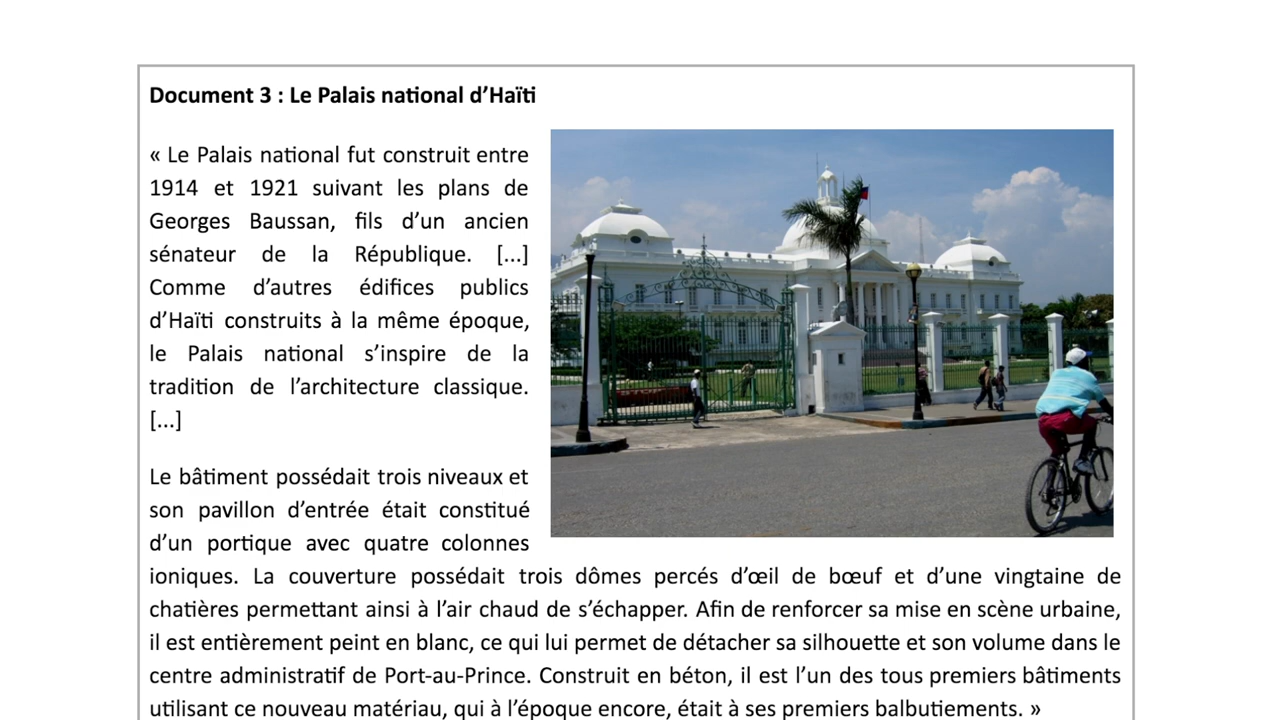 Document 3 : Le Palais national d’Haïti
« Le Palais national fut construit entre
1914 et 1921 suivant les plans de
Georges Baussan, fils d’un ancien
sénateur de la République. [...]
Comme d’autres édifices publics
d’Haïti construits à la même époque,
le Palais national s’inspire de la
tradition de l’architecture classique.
[...]
Le bâtiment possédait trois niveaux et
son pavillon d’entrée était constitué
d’un portique avec quatre colonnes
ioniques. La couverture possédait trois dômes percés d’œil de bœuf et d’une vingtaine de
chatières permettant ainsi à l’air chaud de s’échapper. Afin de renforcer sa mise en scène urbaine,
il est entièrement peint en blanc, ce qui lui permet de détacher sa silhouette et son volume dans le
centre administratif de Port-au-Prince. Construit en béton, il est l’un des tous premiers bâtiments
utilisant ce nouveau matériau, qui à l’époque encore, était à ses premiers balbutiements. »